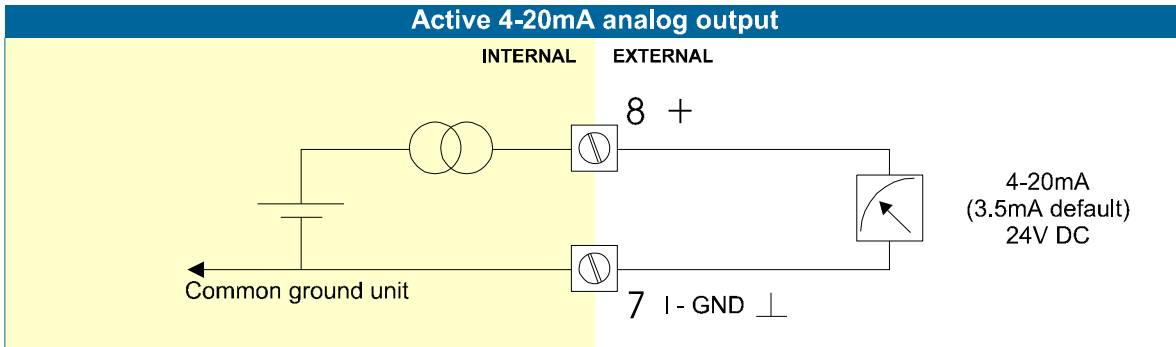 Active 4-20mA analog output
INTERNAL EXTERNAL
8 +
4-20mA
(3.5mA default)
24V DC
Common ground unit
7 I - GND ⊥